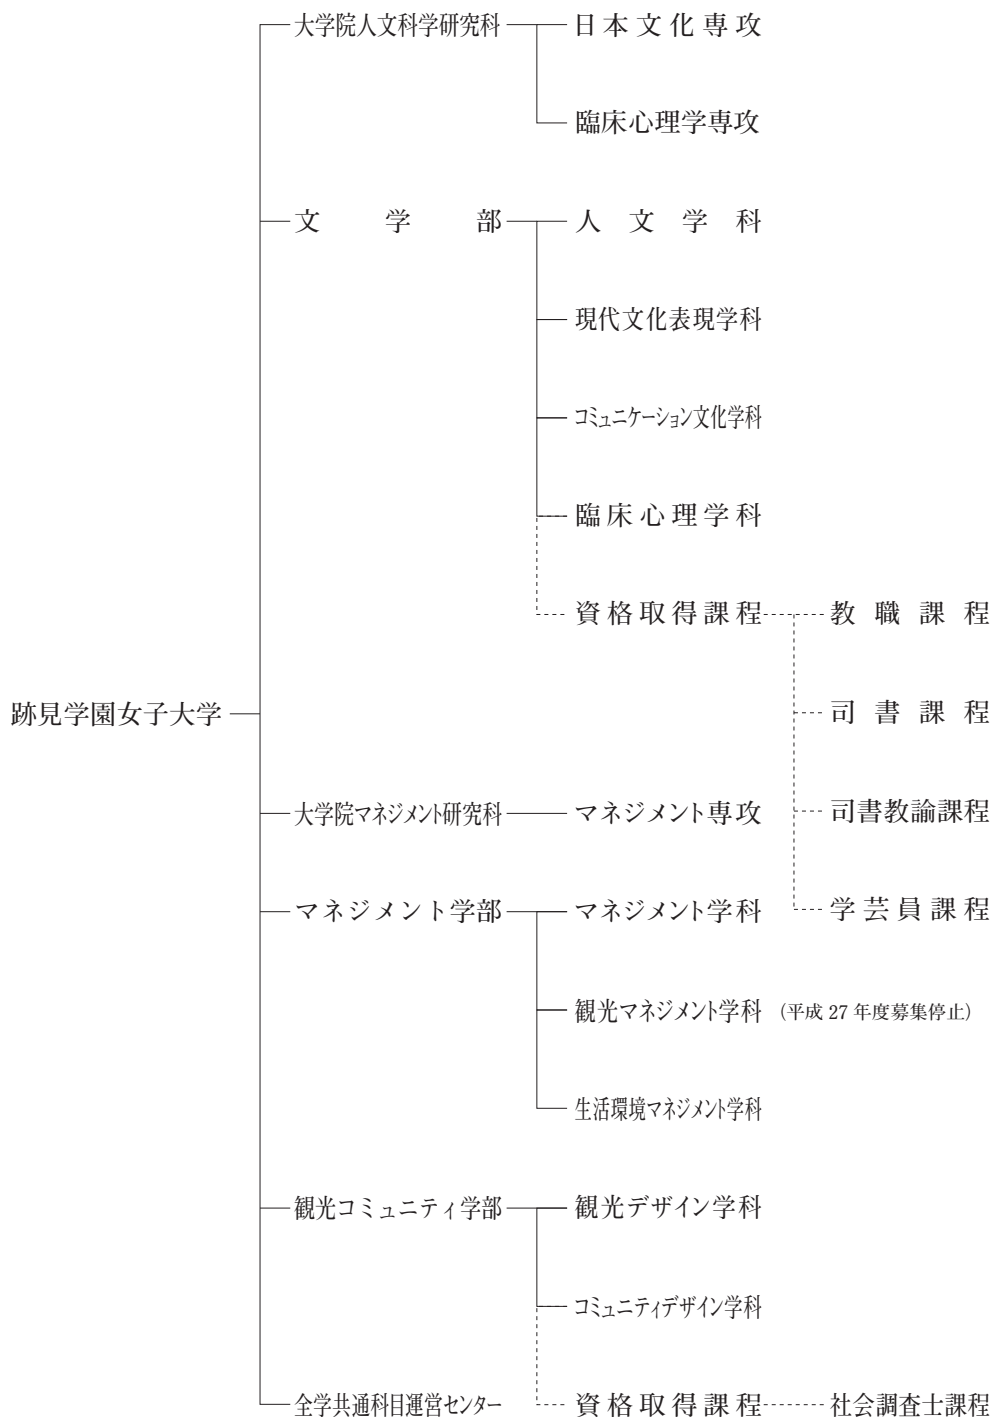 大学院人文科学研究科 日本文化専攻
臨床心理学専攻
文学部 人文学科
現代文化表現学科
コミュニケーション文化学科
臨床心理学科
資格取得課程 教職課程
跡見学園女子大学 司書課程
大学院マネジメント研究科 マネジメント専攻 司書教諭課程
マネジメント学部 マネジメント学科 学芸員課程
観光マネジメント学科 (平成 27 年度募集停止)
生活環境マネジメント学科
観光コミュニティ学部 観光デザイン学科
コミュニティデザイン学科
全学共通科目運営センター 資格取得課程 社会調査士課程